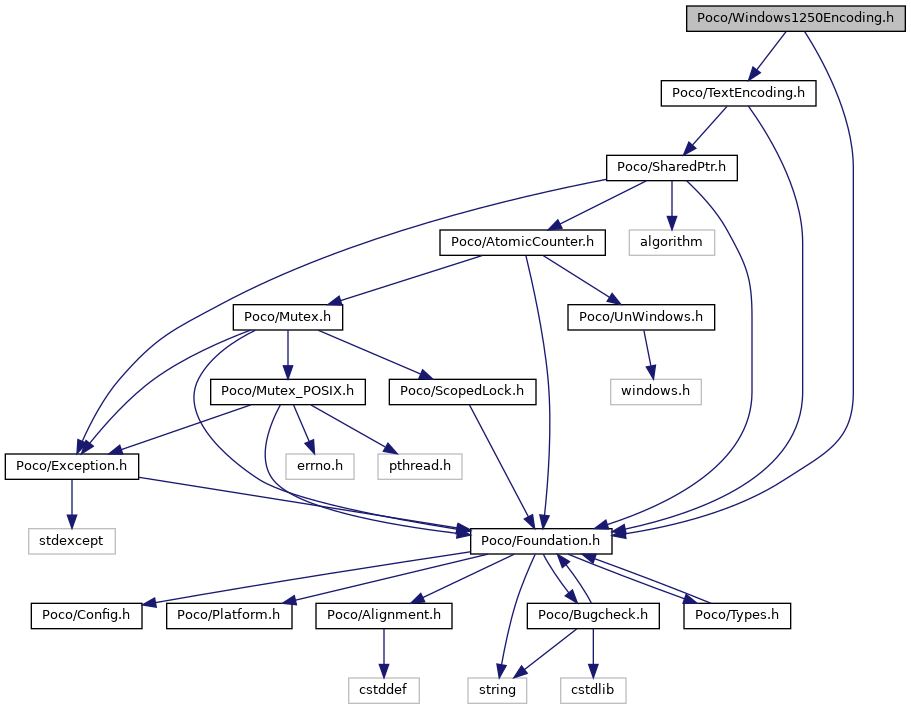 Poco/Windows1250Encoding.h
Poco/TextEncoding.h
Poco/SharedPtr.h
Poco/AtomicCounter.h
algorithm
Poco/Mutex.h
Poco/UnWindows.h
Poco/Mutex_POSIX.h
Poco/ScopedLock.h
windows.h
Poco/Exception.h
errno.h
pthread.h
stdexcept
Poco/Foundation.h
Poco/Config.h
Poco/Platform.h
Poco/Alignment.h
Poco/Bugcheck.h
Poco/Types.h
cstddef
string
cstdlib